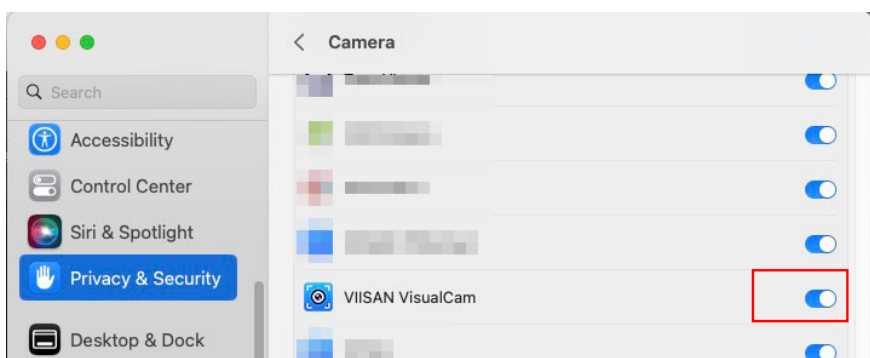 Camera
Search
Accessibility
Control Center
Siri & Spotlight
Privacy & Security
Desktop & Dock
VIISAN VisualCam